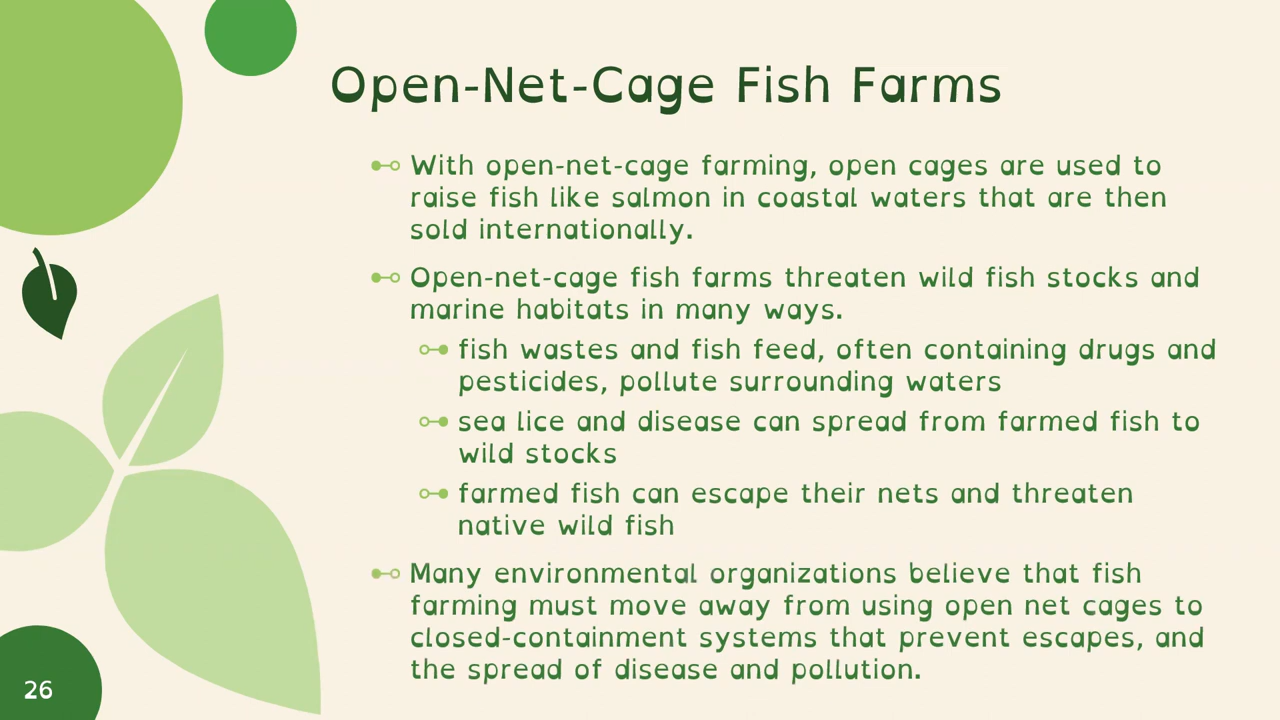 Open-Net-Cage Fish Farms
With open-net-cage farming, open cages are used to
raise fish like salmon in coastal waters that are then
sold internationally.
Open-net-cage fish farms threaten wild fish stocks and
marine habitats in many ways.
fish wastes and fish feed, often containing drugs and
pesticides, pollute surrounding waters
sea lice and disease can spread from farmed fish to
wild stocks
farmed fish can escape their nets and threaten
native wild fish
Many environmental organizations believe that fish
farming must move away from using open net cages to
closed-containment systems that prevent escapes, and
the spread of disease and pollution.
26